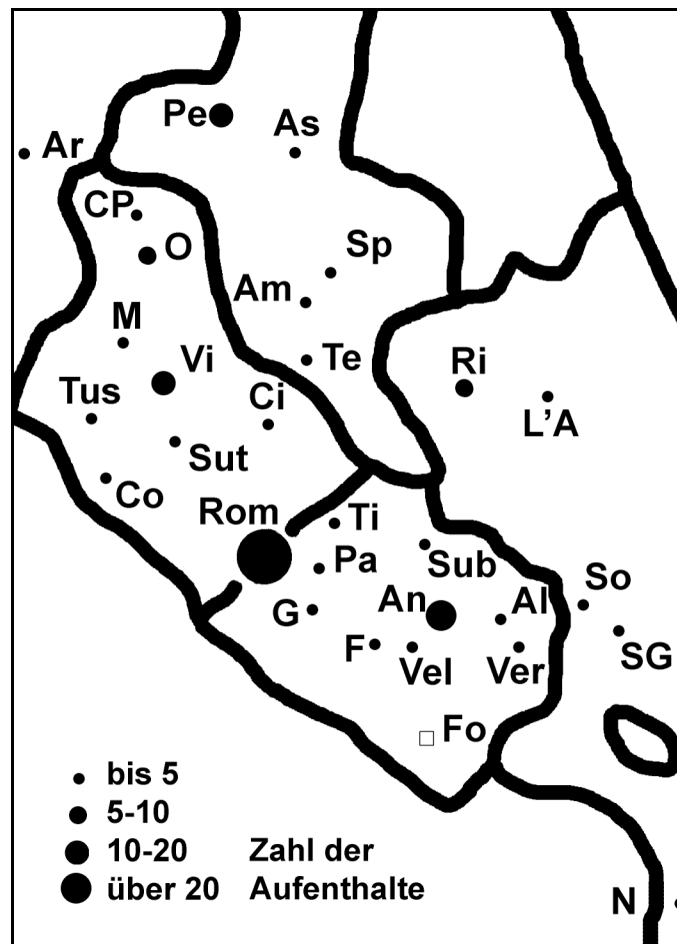 Pe
As
Ar
CP
O
Sp
Am
M
Vi
Te
Ri
Tus
Ci
L’A
Sut
Co
Rom
Ti
Pa
Sub
So
An
Al
G
F
Vel
Ver
SG
Fo
bis 5
5-10
10-20 Zahl der
über 20 Aufenthalte
N